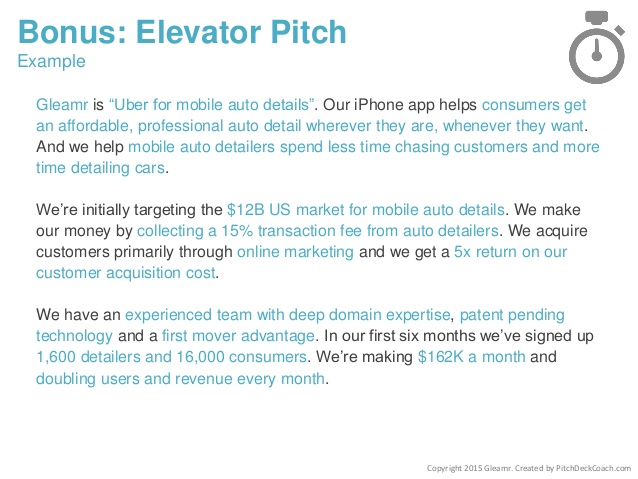 Bonus: Elevator Pitch
Example
Gleamr is “Uber for mobile auto details”. Our iPhone app helps consumers get
an affordable, professional auto detail wherever they are, whenever they want.
And we help mobile auto detailers spend less time chasing customers and more
time detailing cars.
We’re initially targeting the $12B US market for mobile auto details. We make
our money by collecting a 15% transaction fee from auto detailers. We acquire
customers primarily through online marketing and we get a 5x return on our
customer acquisition cost.
We have an experienced team with deep domain expertise, patent pending
technology and a first mover advantage. In our first six months we’ve signed up
1,600 detailers and 16,000 consumers. We’re making $162K a month and
doubling users and revenue every month.
Copyright 2015 Gleamr. Created by PitchDeckCoach.com